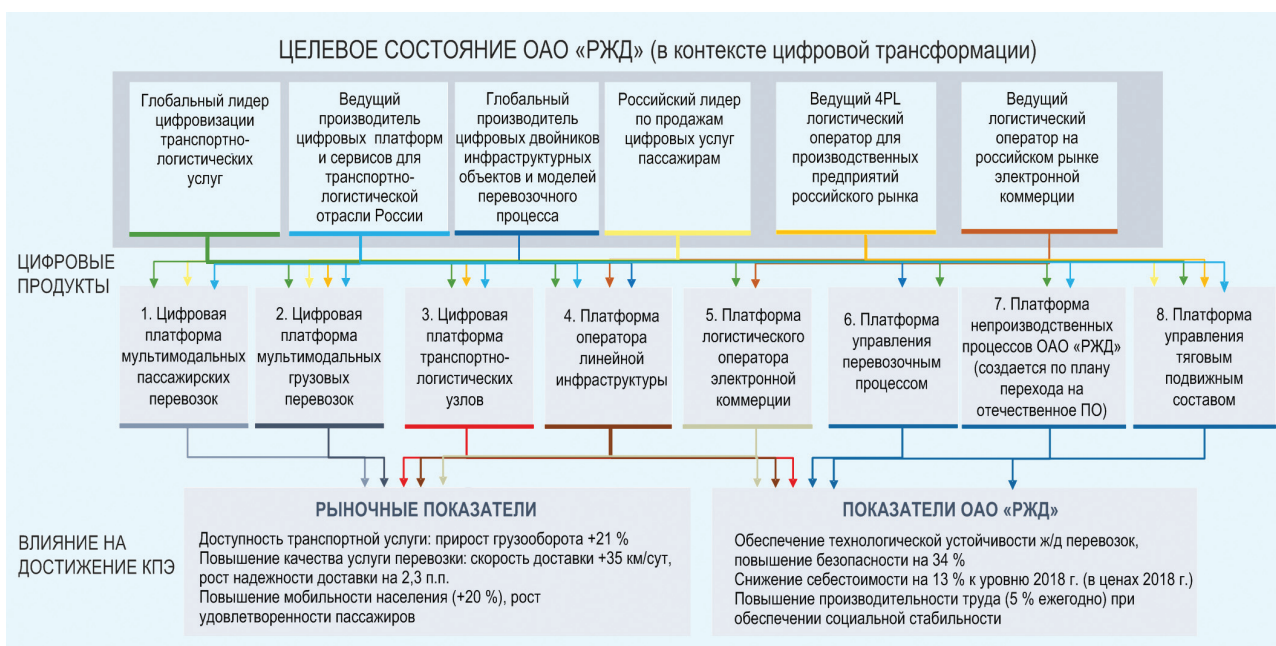 ЦЕЛЕВОЕ СОСТОЯНИЕ ОАО «РЖД» (в контексте цифровой трансформации)
Глобальный лидер
цифровизации
транспортно-
логистических
услуг
Ведущий
производитель
цифровых платформ
и сервисов для
транспортно-
логистической
отрасли России
Глобальный
производитель
цифровых двойников
инфраструктурных
объектов и моделей
перевозочного
процесса
Российский лидер
по продажам
цифровых услуг
пассажирам
Ведущий 4PL
логистический
оператор для
производственных
предприятий
российского рынка
Ведущий
логистический
оператор на
российском рынке
электронной
коммерции
ЦИФРОВЫЕ
ПРОДУКТЫ
1. Цифровая
платформа
мультимодальных
пассажирских
перевозок
2. Цифровая
платформа
мультимодальных
грузовых
перевозок
3. Цифровая
платформа
транспортно-
логистических
узлов
4. Платформа
оператора
линейной
инфраструктуры
5. Платформа
логистического
оператора
электронной
коммерции
6. Платформа
управления
перевозочным
процессом
7. Платформа
непроизводственных
процессов ОАО «РЖД»
(создается по плану
перехода на
отечественное ПО)
8. Платформа
управления
тяговым
подвижным
составом
ВЛИЯНИЕ НА
ДОСТИЖЕНИЕ КПЭ
РЫНОЧНЫЕ ПОКАЗАТЕЛИ
Доступность транспортной услуги: прирост грузооборота +21 %
Повышение качества услуги перевозки: скорость доставки +35 км/сут,
рост надежности доставки на 2,3 п.п.
Повышение мобильности населения (+20 %), рост
удовлетворенности пассажиров
ПОКАЗАТЕЛИ ОАО «РЖД»
Обеспечение технологической устойчивости ж/д перевозок,
повышение безопасности на 34 %
Снижение себестоимости на 13 % к уровню 2018 г. (в ценах 2018 г.)
Повышение производительности труда (5 % ежегодно) при
обеспечении социальной стабильности